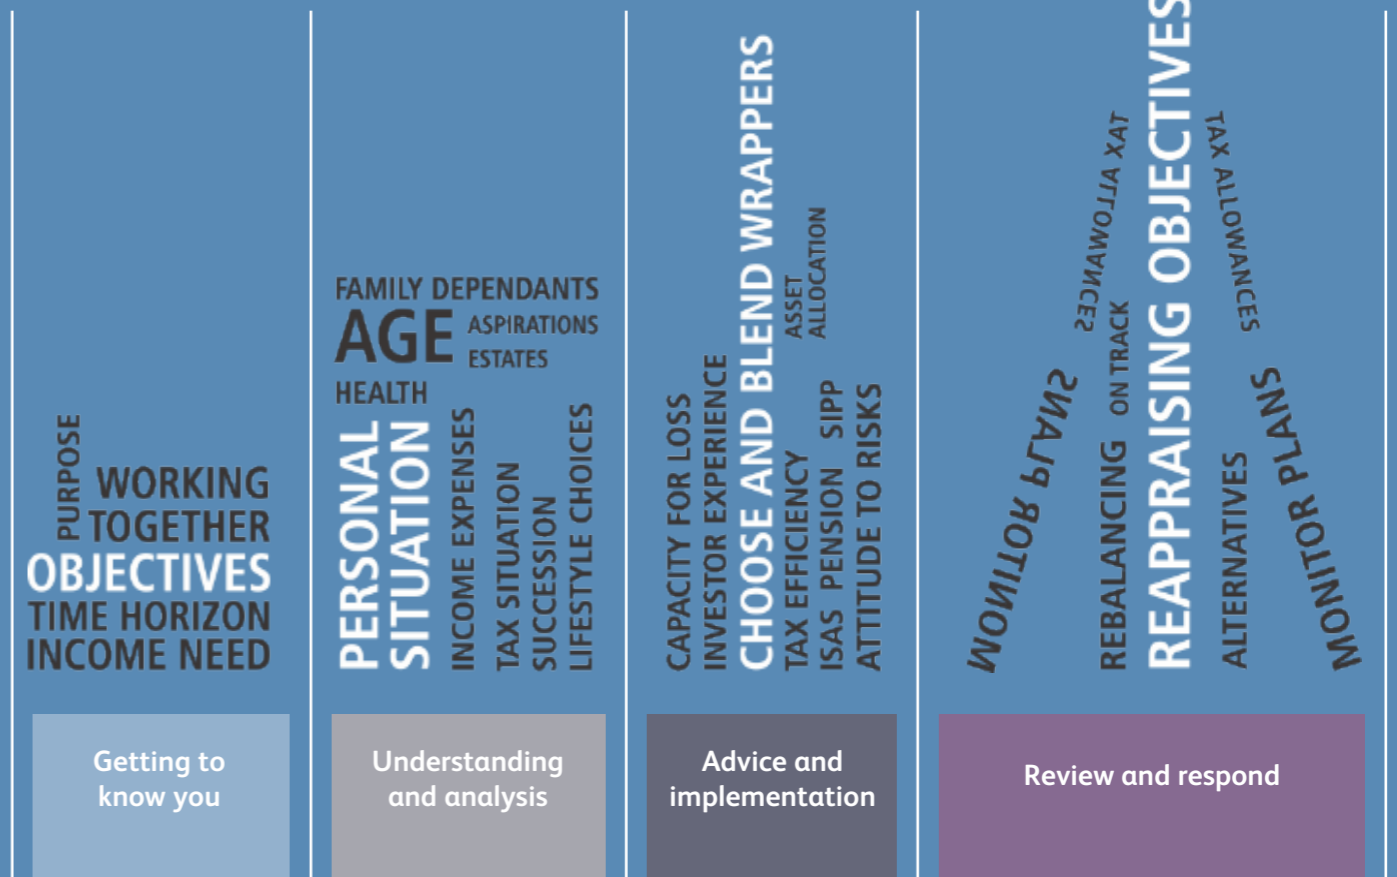 PURPOSE
WORKING
TOGETHER
OBJECTIVES
TIME HORIZON
INCOME NEED
Getting to
know you
FAMILY DEPENDANTS
AGE
ASPIRATIONS
ESTATES
HEALTH
PERSONAL
SITUATION
INCOME EXPENSES
TAX SITUATION
SUCCESSION
LIFESTYLE CHOICES
Understanding
and analysis
CAPACITY FOR LOSS
INVESTOR EXPERIENCE
CHOOSE AND BLEND WRAPPERS
ASSET
ALLOCATION
TAX EFFICIENCY
ISAS PENSION SIPP
ATTITUDE TO RISKS
Advice and
implementation
MONITOR PLANS
TAX ALLOWANCES
REBALANCING ON TRACK
REAPPRAISING OBJECTIVES
TAX ALLOWANCES
ALTERNATIVES
MONITOR PLANS
Review and respond